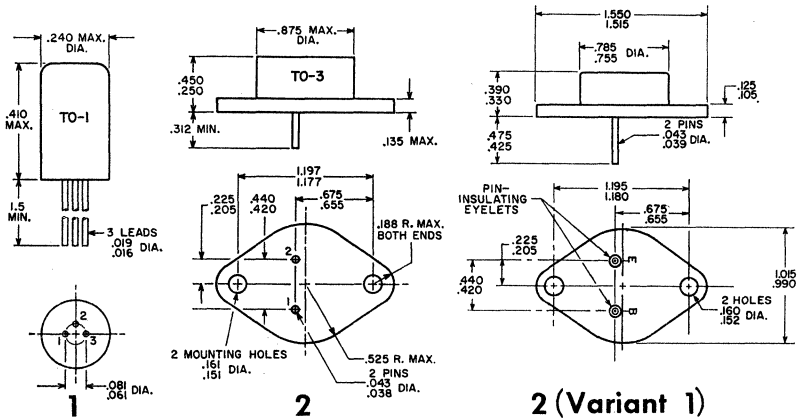 .240 MAX.
DIA.
TO-1
.410
MAX.
1.5
MIN.
3 LEADS
.019
.016 DIA.
2
1
3
.081
.061 DIA.
1
.875 MAX.
DIA.
TO-3
.450
.250
.312 MIN.
.135 MAX.
1.197
1.177
.225
.205
.440
.420
.675
.655
.188 R. MAX.
BOTH ENDS
2
1
2 MOUNTING HOLES
.161
.151 DIA.
.525 R. MAX.
2 PINS
.043
.038 DIA.
2
1.550
1.515
.785
.755 DIA.
.390
.330
.125
.105
.475
.425
2 PINS
.043
.039 DIA.
PIN-
INSULATING
EYELETS
1.195
1.180
.675
.655
.225
.205
.440
.420
E
B
1.015
.990
2 HOLES
.160
.152 DIA.
2 (Variant 1)